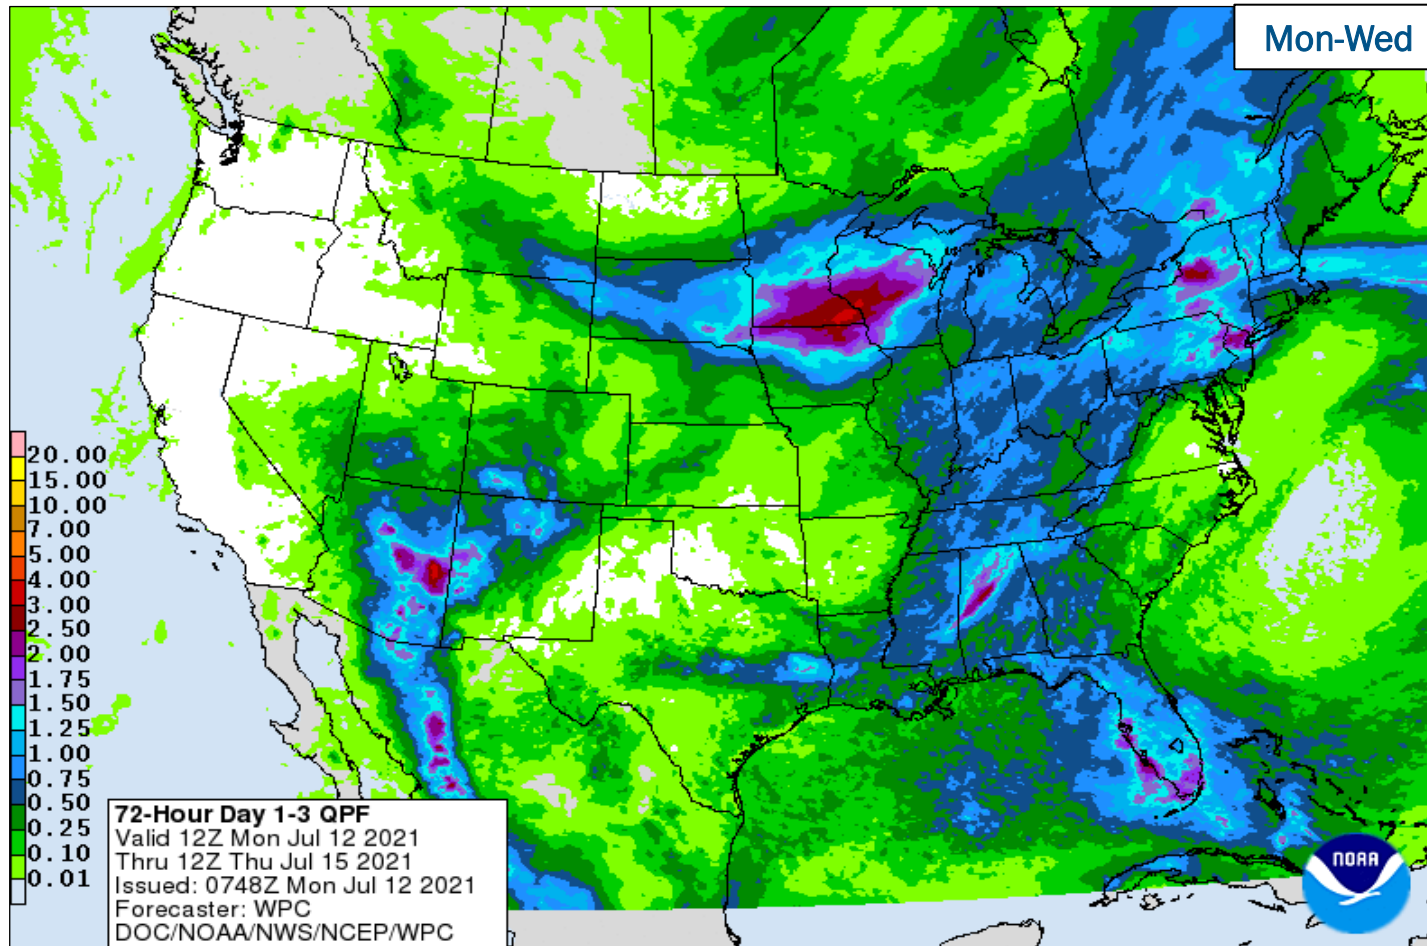 Mon-Wed
20.00
15.00
10.00
7.00
5.00
4.00
3.00
2.50
2.00
1.75
1.50
1.25
1.00
0.75
0.50
0.25
0.10
0.01
72-Hour Day 1-3 QPF
Valid 12Z Mon Jul 12 2021
Thru 12Z Thu Jul 15 2021
Issued: 0748Z Mon Jul 12 2021
Forecaster: WPC
DOC/NOAA/NWS/NCEP/WPC
NOAA